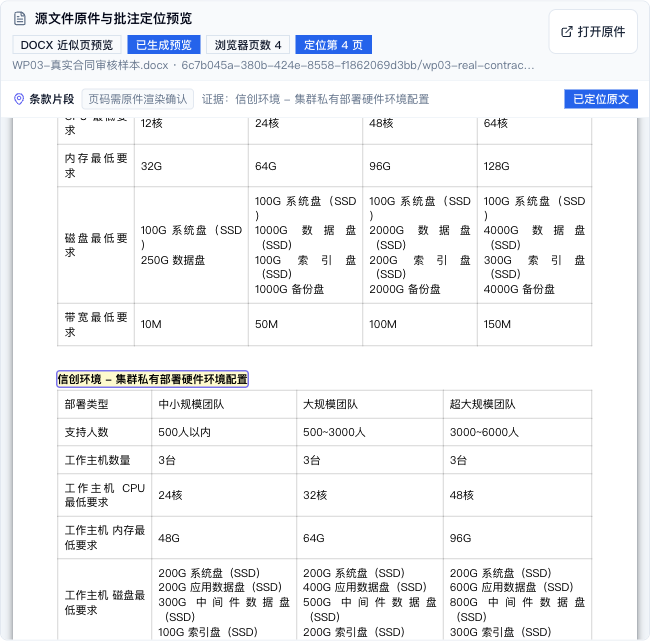 源文件原件与批注定位预览
打开原件
DOCX 近似页预览 已生成预览 浏览器页数 4 定位第 4 页
WP03-真实合同审核样本.docx · 6c7b045a-380b-424e-8558-f1862069d3bb/wp03-real-contrac...
条款片段 页码需原件渲染确认 证据: 信创环境 – 集群私有部署硬件环境配置 已定位原文
CPU 最低要
求
12核 24核 48核 64核
内存最低要
求
32G 64G 96G 128G
磁盘最低要
求
100G 系统盘（SSD
）
250G 数据盘
100G 系统盘（SSD
）
1000G 数据盘
（SSD）
100G 索引盘
（SSD）
1000G 备份盘
100G 系统盘（SSD
）
2000G 数据盘
（SSD）
200G 索引盘
（SSD）
2000G 备份盘
100G 系统盘（SSD
）
4000G 数据盘
（SSD）
300G 索引盘
（SSD）
4000G 备份盘
带宽最低要
求
10M 50M 100M 150M
信创环境 – 集群私有部署硬件环境配置
部署类型 中小规模团队 大规模团队 超大规模团队
支持人数 500人以内 500~3000人 3000~6000人
工作主机数量 3台 3台 3台
工作主机 CPU
最低要求
24核 32核 48核
工作主机 内存最
低要求
48G 64G 96G
工作主机 磁盘最
低要求
200G 系统盘（SSD）
200G 应用数据盘（SSD）
300G 中间件数据盘
（SSD）
100G 索引盘（SSD）
200G 系统盘（SSD）
400G 应用数据盘（SSD）
500G 中间件数据盘
（SSD）
200G 索引盘（SSD）
200G 系统盘（SSD）
600G 应用数据盘（SSD）
800G 中间件数据盘
（SSD）
300G 索引盘（SSD）